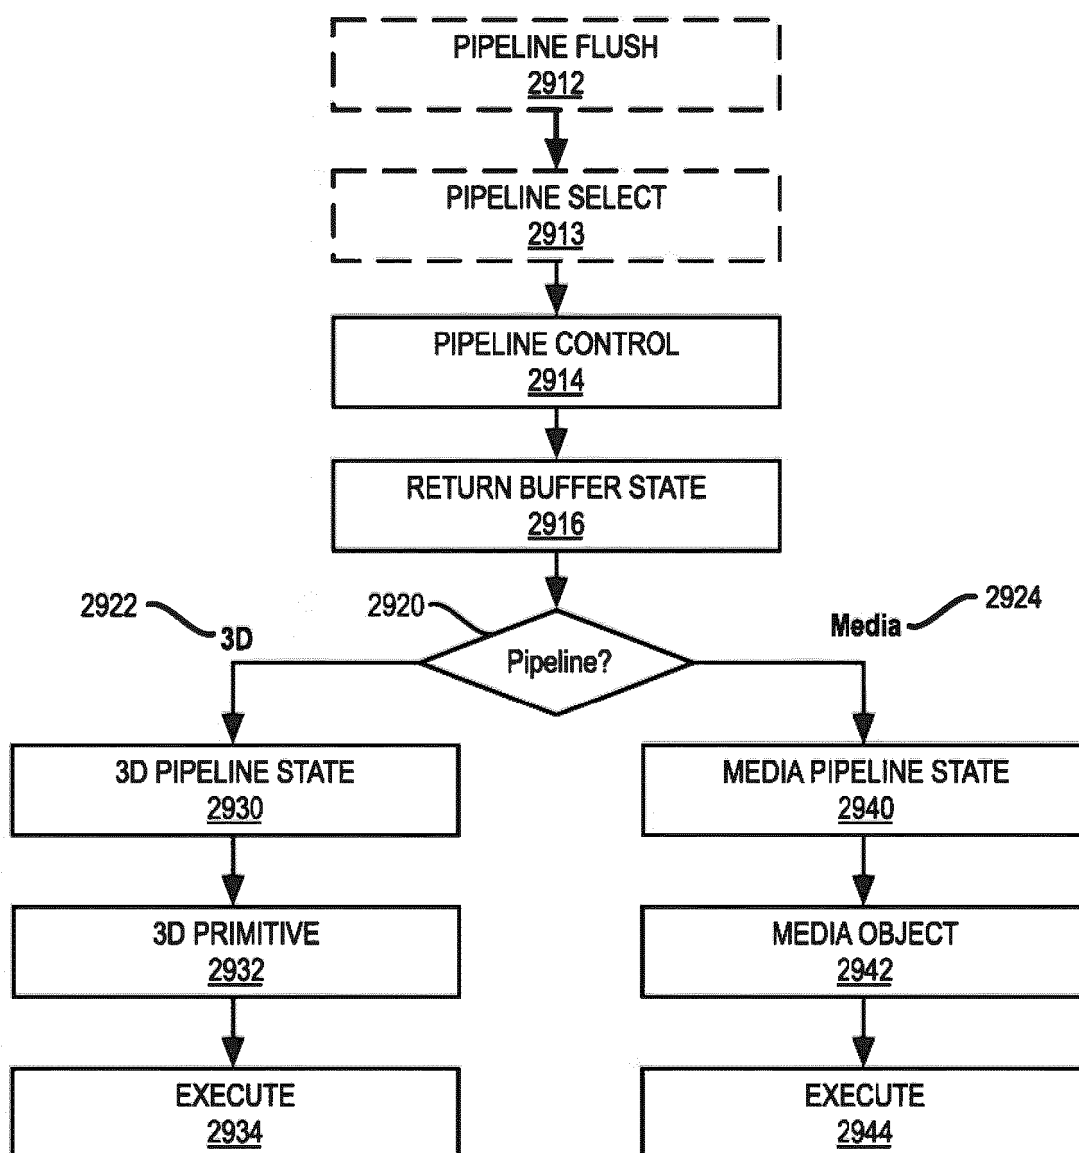 PIPELINE FLUSH
2912
PIPELINE SELECT
2913
PIPELINE CONTROL
2914
RETURN BUFFER STATE
2916
2922
2920
2924
3D
Media
Pipeline?
3D PIPELINE STATE
2930
MEDIA PIPELINE STATE
2940
3D PRIMITIVE
2932
MEDIA OBJECT
2942
EXECUTE
2934
EXECUTE
2944